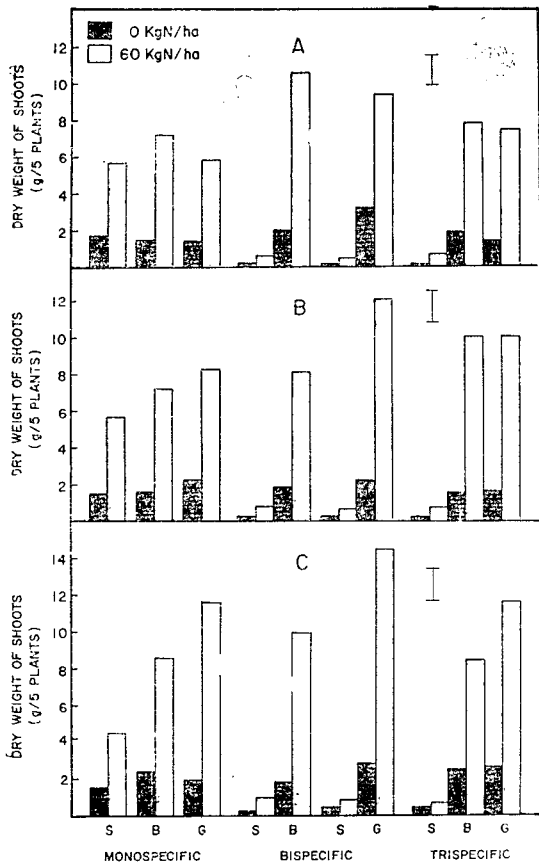 0 KgN/ha
60 KgN/ha
A
DRY WEIGHT OF SHOOTS
(g/5 PLANTS)
12
10
8
6
4
2
B
DRY WEIGHT OF SHOOTS
(g/5 PLANTS)
12
10
8
6
4
2
C
DRY WEIGHT OF SHOOTS
(g/5 PLANTS)
14
12
10
8
6
4
2
S B G S B S G S B G
MONOSPECIFIC BISPECIFIC TRISPECIFIC